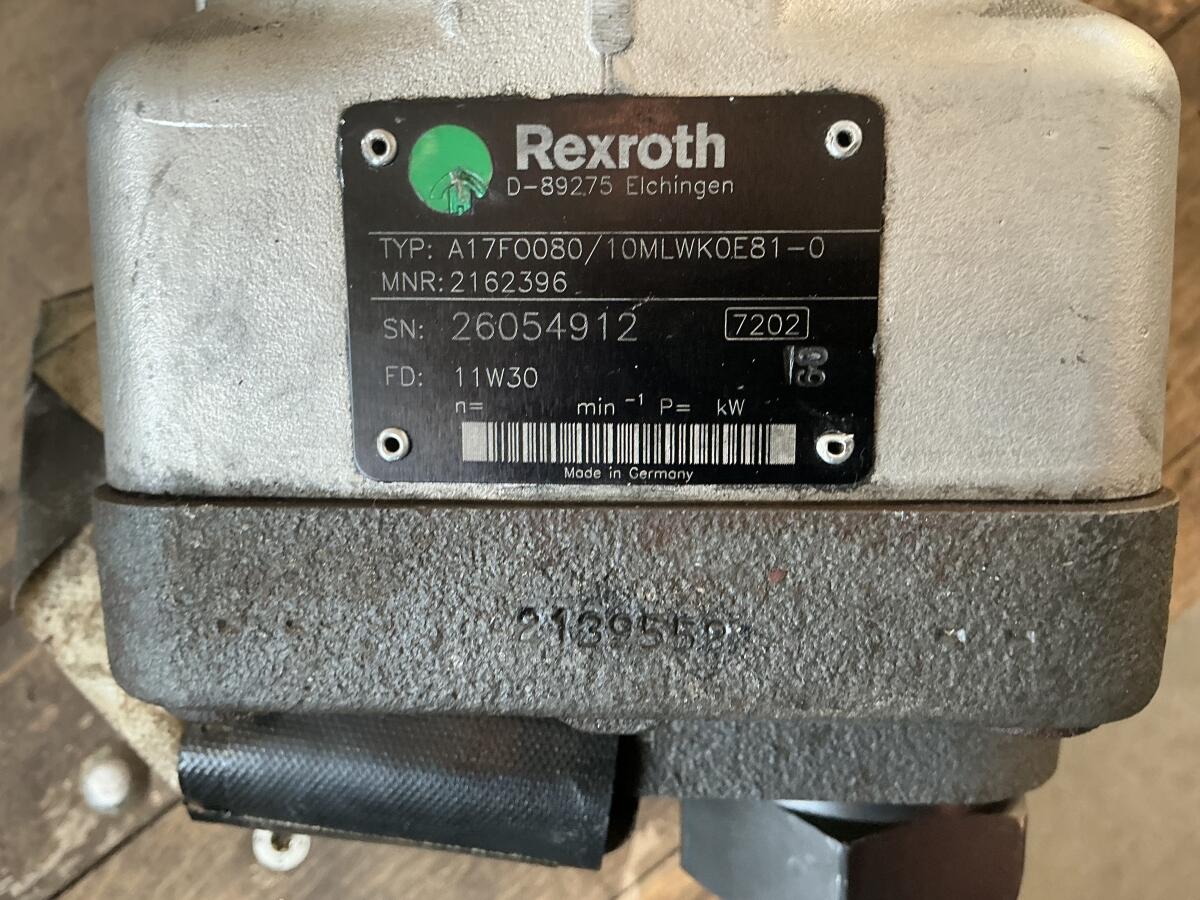 Rexroth
D-89275 Elchingen
TYP: A17FO080/10MLWK0E81-0
MNR: 2162396
SN: 26054912 7202
FD: 11W30
n= min⁻¹ P= kW
Made in Germany